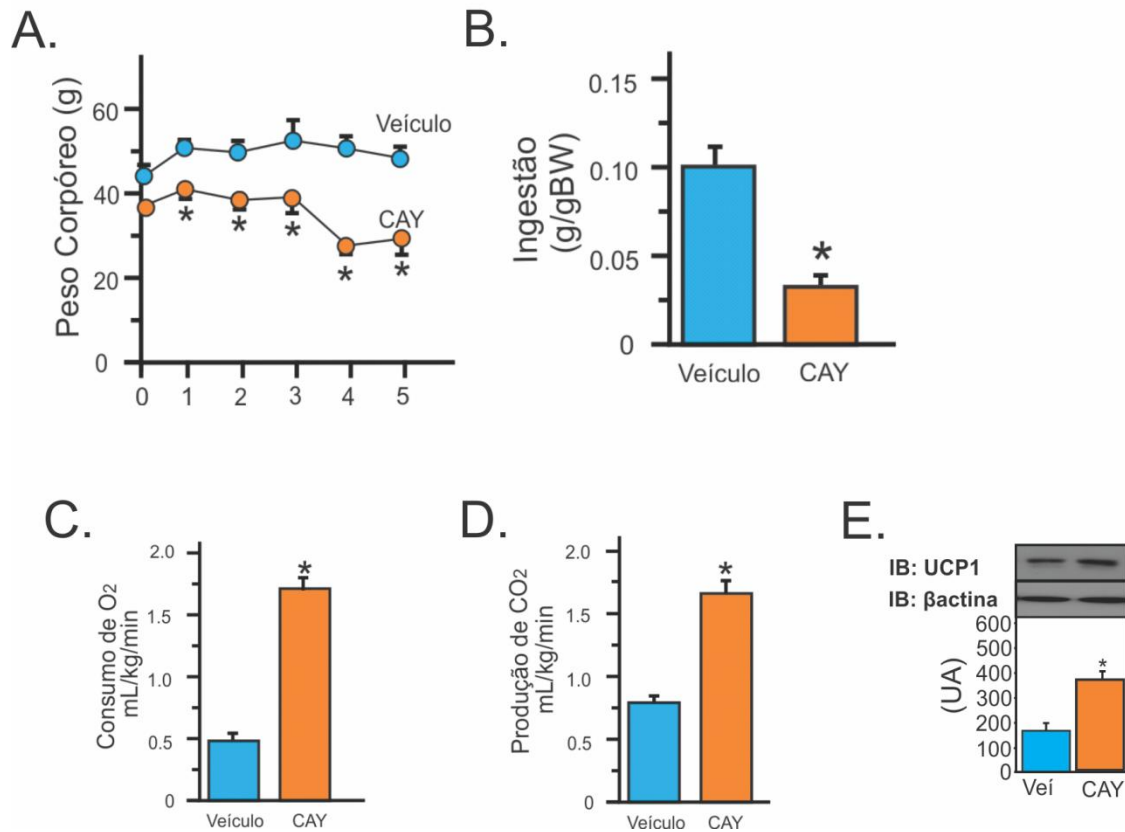 A.
Peso Corpóreo (g)
60
40
20
0
Veículo
CAY
*
*
*
*
*
0 1 2 3 4 5
B.
Ingestão
(g/gBW)
0.15
0.10
0.05
0
*
Veículo CAY
C.
Consumo de O2
mL/kg/min
2.0
1.5
1.0
0.5
0
*
Veículo CAY
D.
Produção de CO2
mL/kg/min
2.0
1.5
1.0
0.5
0
*
Veículo CAY
E.
IB: UCP1
IB: βactina
(UA)
600
500
400
300
200
100
0
*
Veí CAY